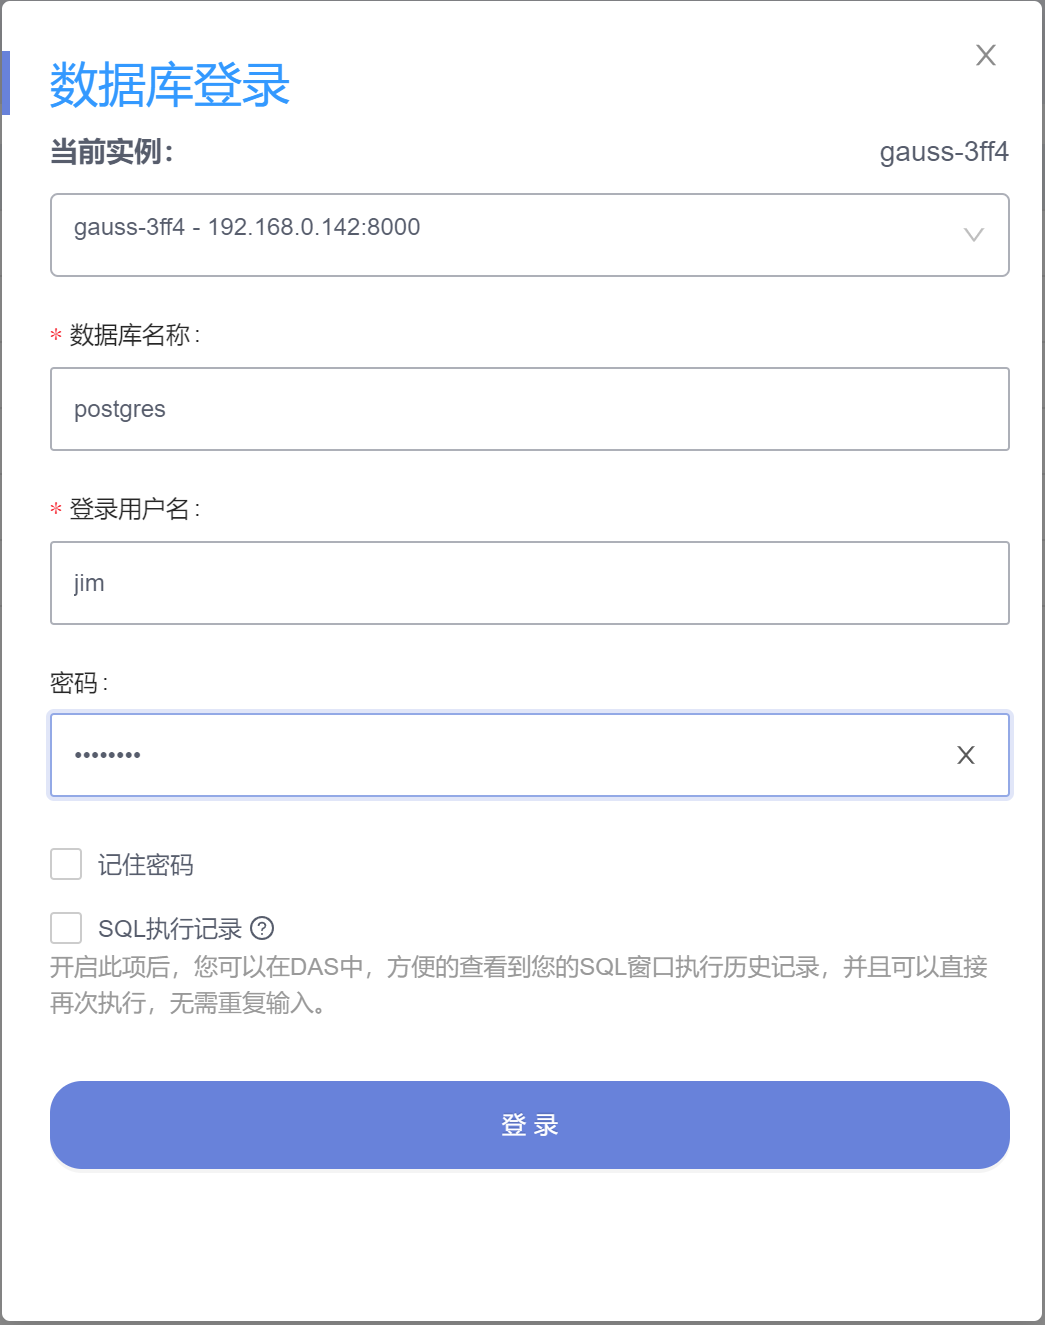 数据库登录
当前实例： gauss-3ff4
gauss-3ff4 - 192.168.0.142:8000
* 数据库名称 :
postgres
* 登录用户名 :
jim
密码 :
••••••••
记住密码
SQL执行记录 ?
开启此项后，您可以在DAS中，方便的查看到您的SQL窗口执行历史记录，并且可以直接
再次执行，无需重复输入。
登 录